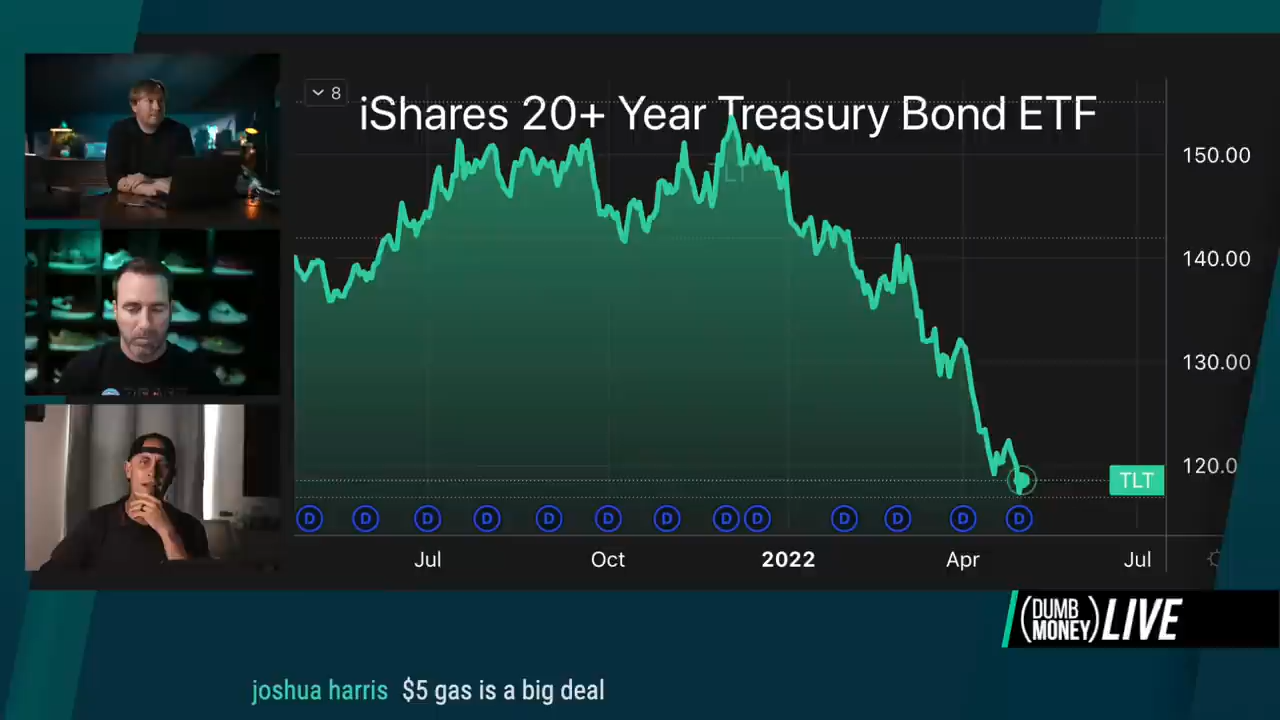 8
iShares 20+ Year Treasury Bond ETF
150.00
140.00
130.00
120.0
TLT
D D D D D D D D D D D D D
Jul Oct 2022 Apr Jul
(DUMB MONEY) LIVE
joshua harris $5 gas is a big deal